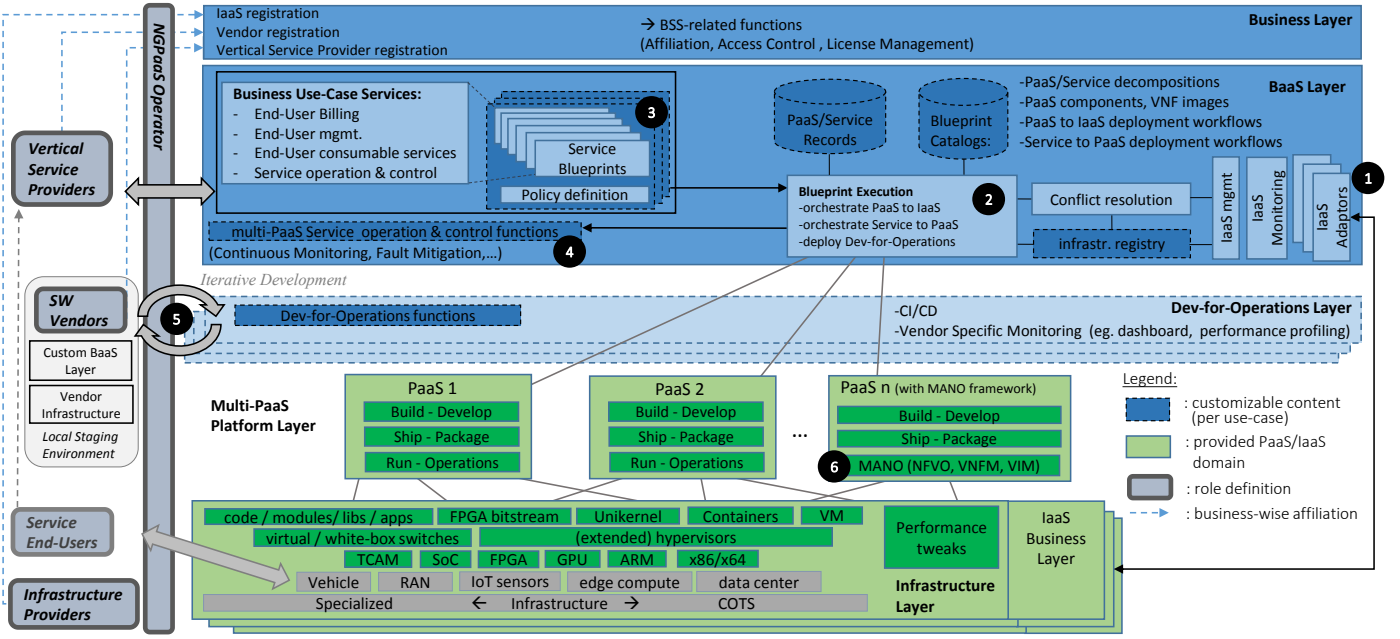 IaaS registration
Vendor registration
Vertical Service Provider registration
→ BSS-related functions
(Affiliation, Access Control , License Management)
Business Layer
NGPaaS Operator
Business Use-Case Services:
- End-User Billing
- End-User mgmt.
- End-User consumable services
- Service operation & control
3
Service
Blueprints
Policy definition
PaaS/Service
Records
Blueprint
Catalogs:
-PaaS/Service decompositions
-PaaS components, VNF images
-PaaS to IaaS deployment workflows
-Service to PaaS deployment workflows
BaaS Layer
Vertical
Service
Providers
Blueprint Execution
-orchestrate PaaS to IaaS
-orchestrate Service to PaaS
-deploy Dev-for-Operations
2
Conflict resolution
infrastr. registry
IaaS mgmt
IaaS
Monitoring
IaaS
Adaptors
1
multi-PaaS Service operation & control functions
(Continuous Monitoring, Fault Mitigation,...)
4
Iterative Development
SW
Vendors
Custom BaaS
Layer
Vendor
Infrastructure
Local Staging
Environment
5
Dev-for-Operations functions
-CI/CD
-Vendor Specific Monitoring (eg. dashboard, performance profiling)
Dev-for-Operations Layer
Multi-PaaS
Platform Layer
PaaS 1
Build - Develop
Ship - Package
Run - Operations
PaaS 2
Build - Develop
Ship - Package
Run - Operations
...
PaaS n (with MANO framework)
Build - Develop
Ship - Package
6
MANO (NFVO, VNFM, VIM)
Legend:
: customizable content
(per use-case)
: provided PaaS/IaaS
domain
: role definition
: business-wise affiliation
Service
End-Users
Infrastructure
Providers
code / modules/ libs / apps
FPGA bitstream
Unikernel
Containers
VM
virtual / white-box switches
(extended) hypervisors
TCAM
SoC
FPGA
GPU
ARM
x86/x64
Vehicle
RAN
IoT sensors
edge compute
data center
Specialized ← Infrastructure → COTS
Performance
tweaks
Infrastructure
Layer
IaaS
Business
Layer